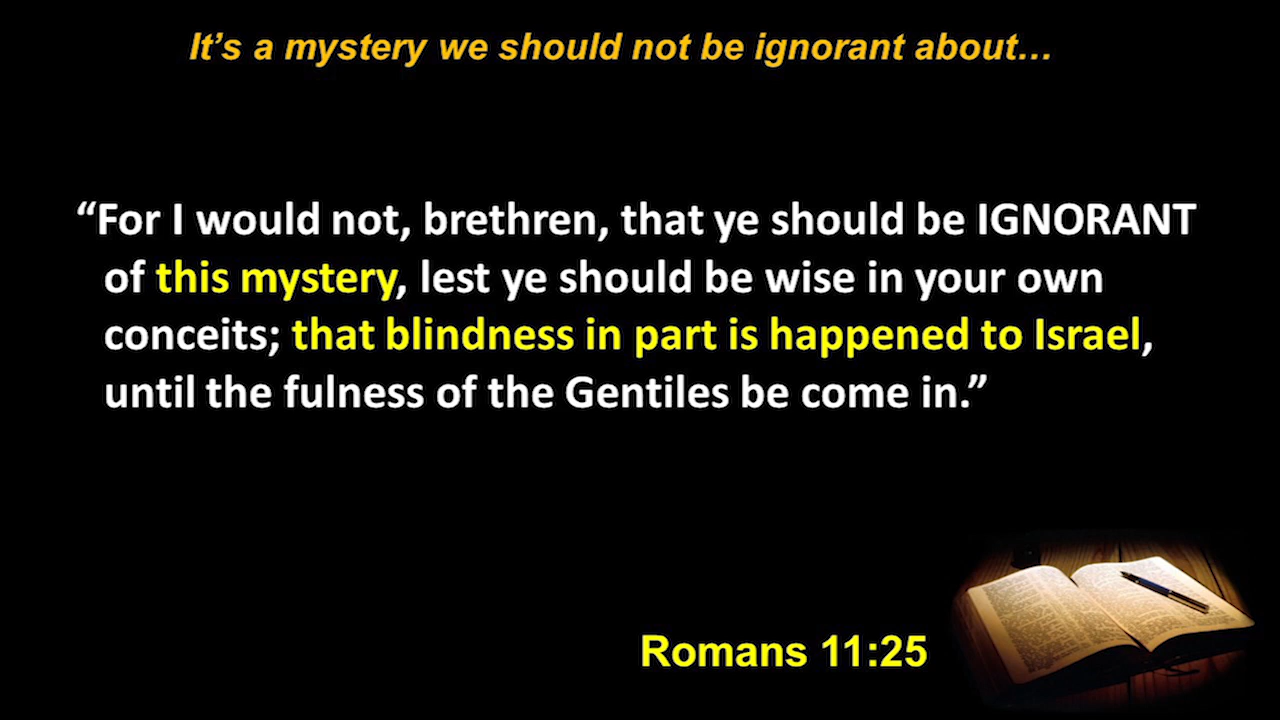 It’s a mystery we should not be ignorant about…
“For I would not, brethren, that ye should be IGNORANT
of this mystery, lest ye should be wise in your own
conceits; that blindness in part is happened to Israel,
until the fulness of the Gentiles be come in.”
Romans 11:25